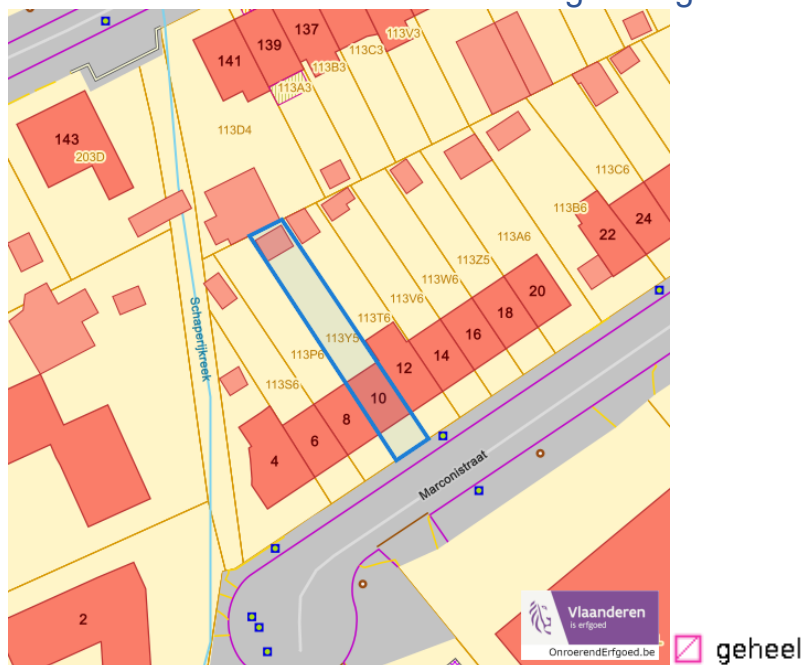 139
137
141
113C3
113V3
113B3
113A3
143
113D4
203D
113C6
113B6
24
22
113A6
113Z5
113W6
20
Schaperijkreek
113V6
18
113T6
16
113Y5
14
113P6
12
113S6
10
8
6
4
Marconistraat
2
Vlaanderen
is erfgoed
OnroerendErfgoed.be
geheel